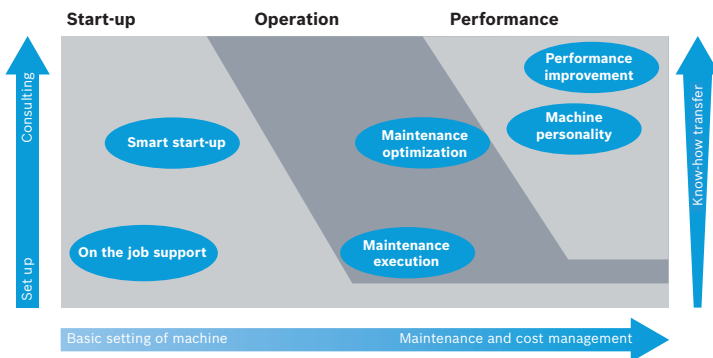 Start-up
Operation
Performance
Consulting
Set up
Know-how transfer
Performance
improvement
Machine
personality
Smart start-up
Maintenance
optimization
On the job support
Maintenance
execution
Basic setting of machine
Maintenance and cost management